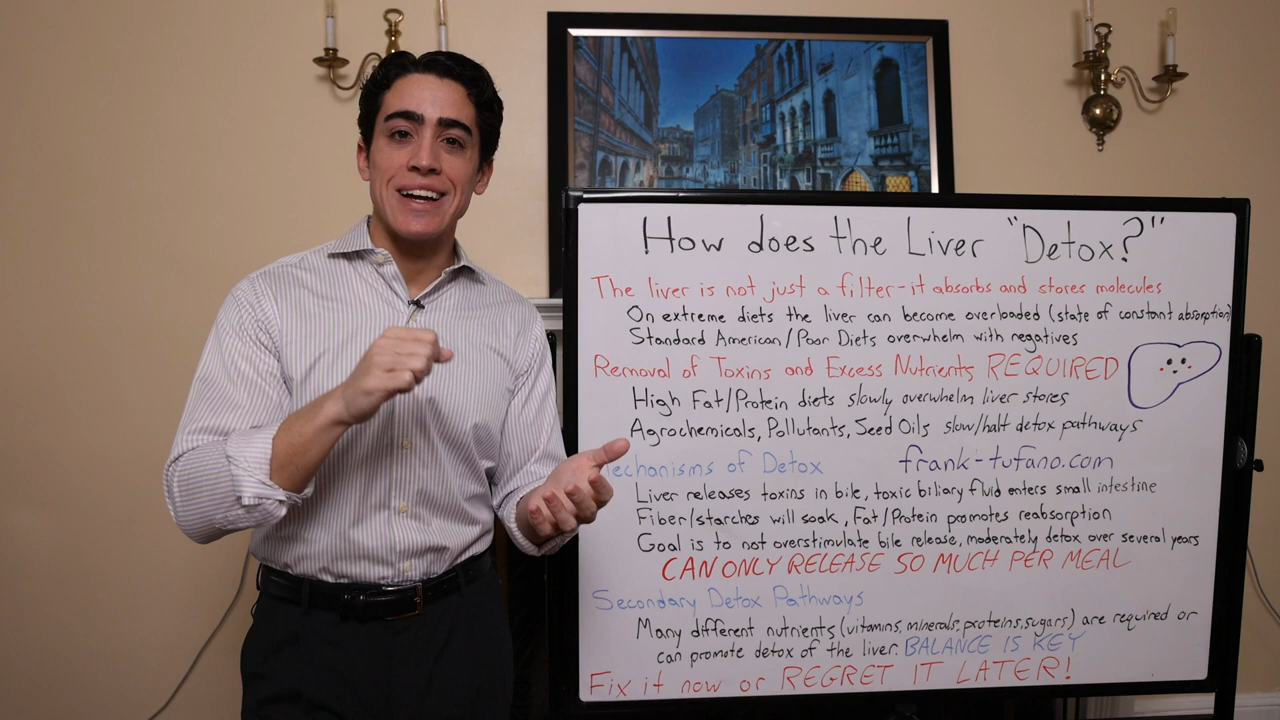 How does the Liver "Detox?"
The liver is not just a filter-it absorbs and stores molecules
On extreme diets the liver can become overloaded (state of constant absorption)
Standard American/Poor Diets overwhelm with negatives
Removal of Toxins and Excess Nutrients REQUIRED
High Fat/Protein diets slowly overwhelm liver stores
Agrochemicals, Pollutants, Seed Oils slow/halt detox pathways
Mechanisms of Detox frank-tufano.com
Liver releases toxins in bile, toxic biliary fluid enters small intestine
Fiber/starches will soak, Fat/Protein promotes reabsorption
Goal is to not overstimulate bile release, moderately detox over several years
CAN ONLY RELEASE SO MUCH PER MEAL
Secondary Detox Pathways
Many different nutrients (vitamins, minerals, proteins, sugars) are required or
can promote detox of the liver. BALANCE IS KEY
Fix it now or REGRET IT LATER!